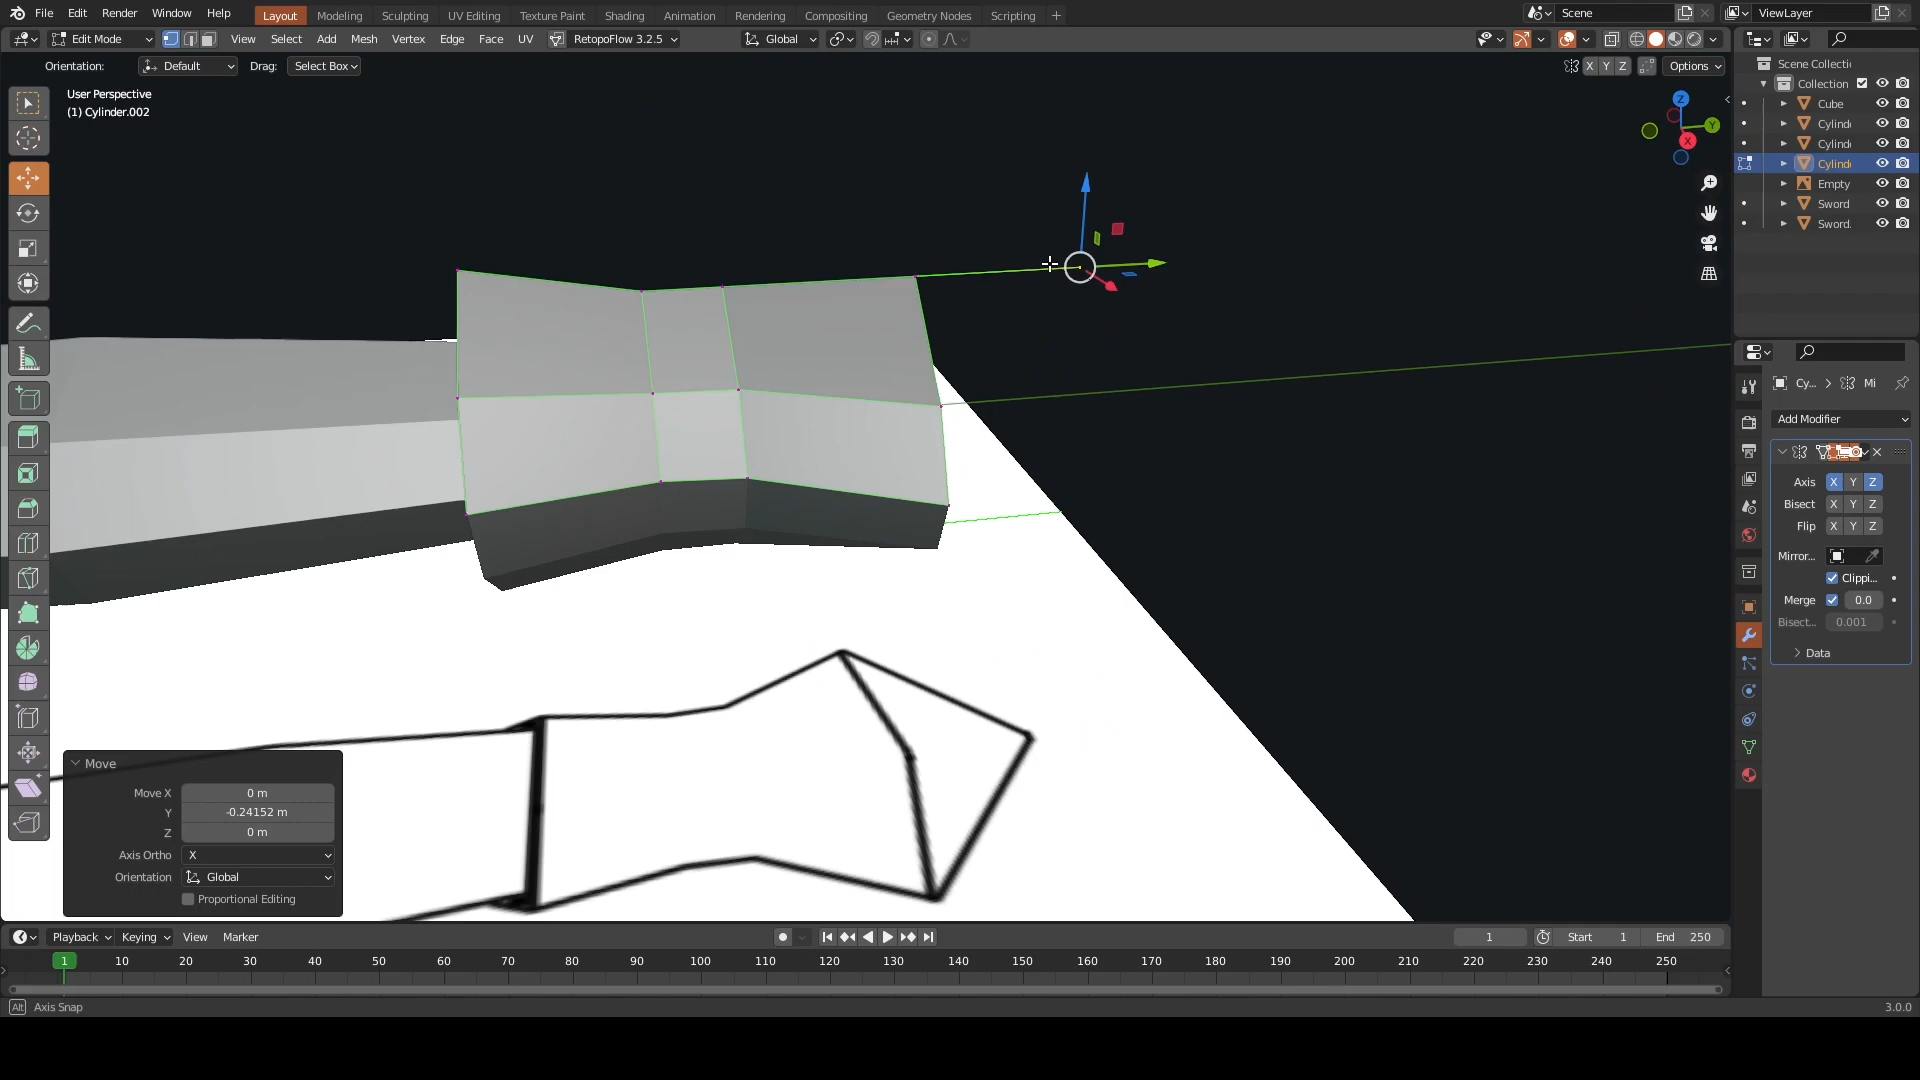 File Edit Render Window Help Layout Modeling Sculpting UV Editing Texture Paint Shading Animation Rendering Compositing Geometry Nodes Scripting + Scene ViewLayer
Edit Mode View Select Add Mesh Vertex Edge Face UV RetopoFlow 3.2.5 Global
Orientation: Default Drag: Select Box X Y Z Options
User Perspective
(1) Cylinder.002
Z
Y
X
Scene Collecti
Collection
Cube
Cylind
Cylind
Cylind
Empty
Sword
Sword.
Cy... Mi
Add Modifier
Axis X Y Z
Bisect X Y Z
Flip X Y Z
Mirror...
Clippi...
Merge 0.0
Bisect... 0.001
Data
Move
Move X 0 m
Y -0.24152 m
Z 0 m
Axis Ortho X
Orientation Global
Proportional Editing
Playback Keying View Marker 1 Start 1 End 250
1 10 20 30 40 50 60 70 80 90 100 110 120 130 140 150 160 170 180 190 200 210 220 230 240 250
Alt Axis Snap 3.0.0